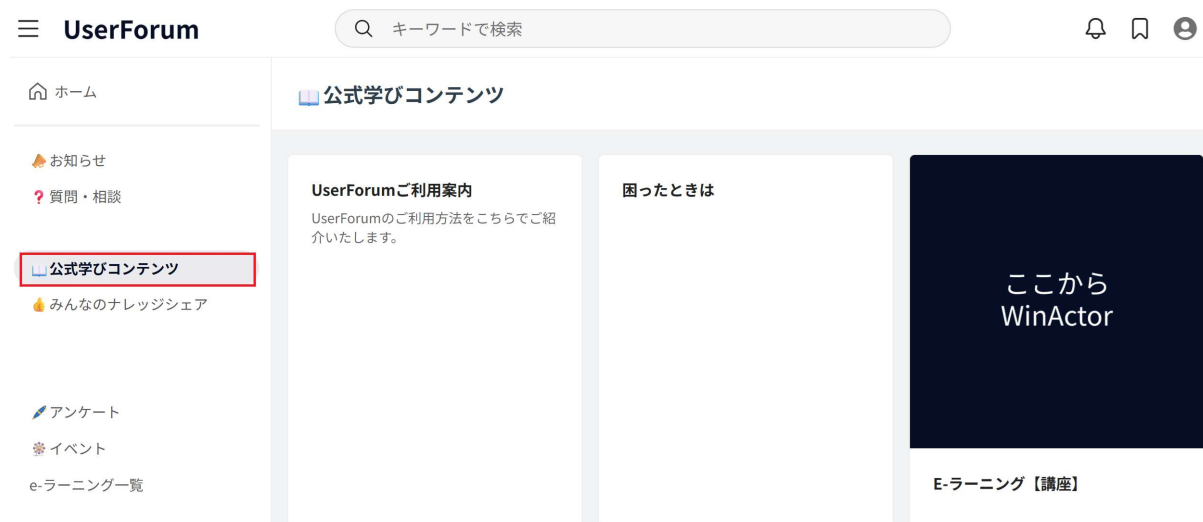 UserForum
キーワードで検索
ホーム
お知らせ
質問・相談
公式学びコンテンツ
みんなのナレッジシェア
アンケート
イベント
e-ラーニング一覧
公式学びコンテンツ
UserForumご利用案内
UserForumのご利用方法をこちらでご紹
介いたします。
困ったときは
ここから
WinActor
E-ラーニング【講座】